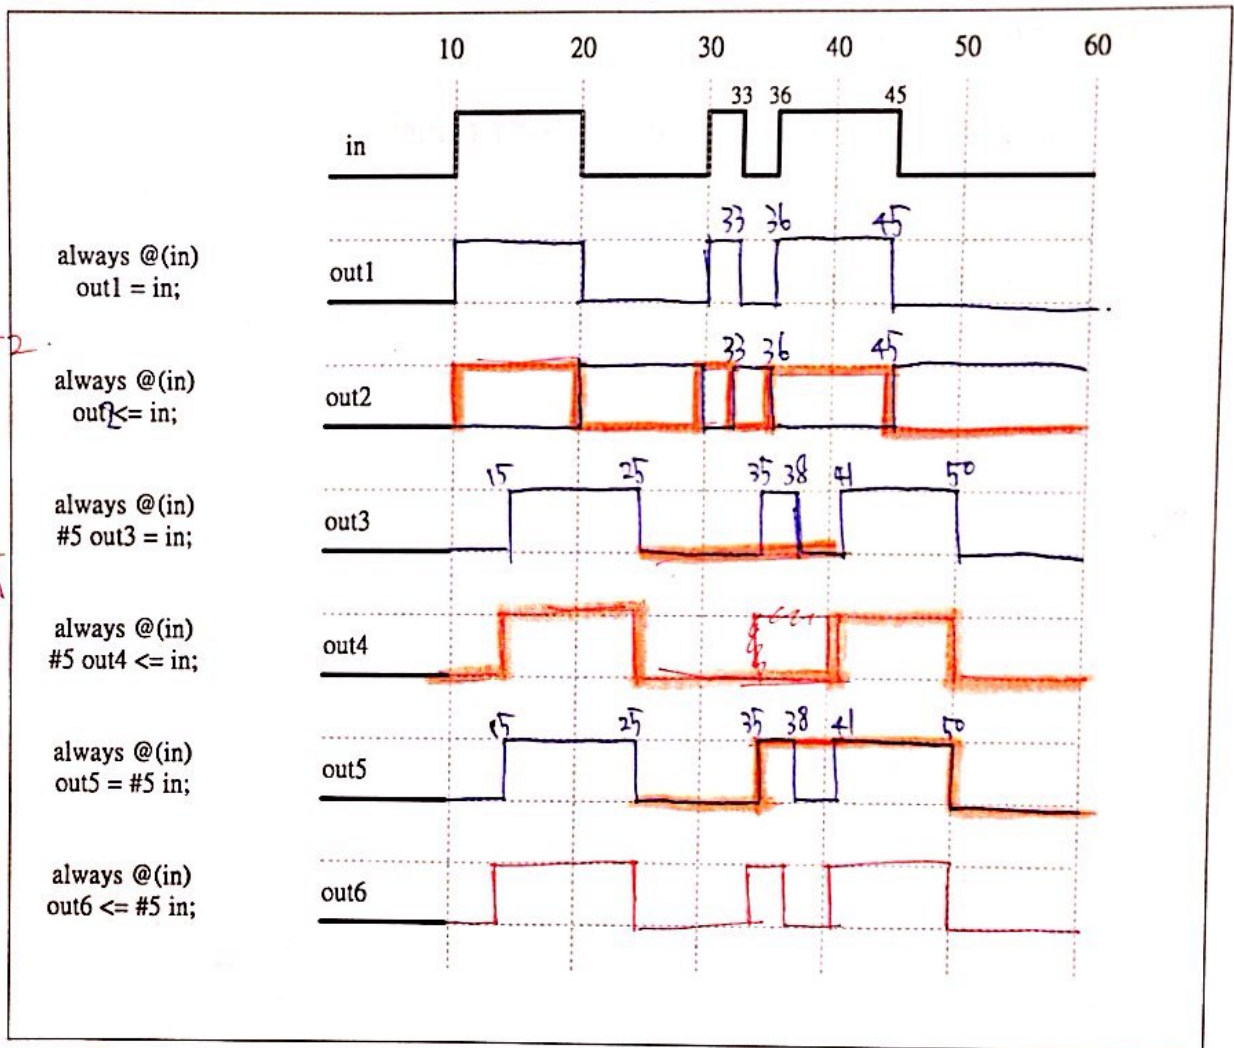 10 20 30 40 50 60
33 36 45
in
33 36 45
always @(in)
out1 = in;
out1
2
33 36 45
always @(in)
out2<= in;
out2
15 25 35 38 41 50
always @(in)
#5 out3 = in;
out3
always @(in)
#5 out4 <= in;
out4
15 25 35 38 41 50
always @(in)
out5 = #5 in;
out5
always @(in)
out6 <= #5 in;
out6